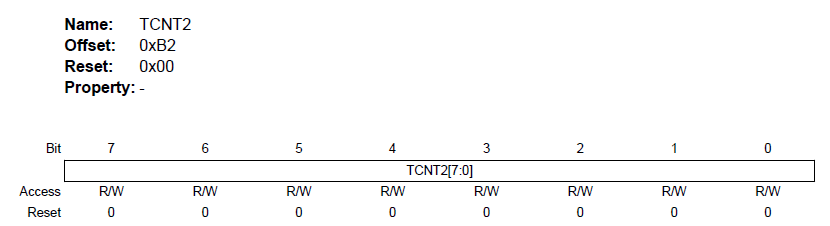 Name: TCNT2
Offset: 0xB2
Reset: 0x00
Property: -
Bit 7 6 5 4 3 2 1 0
TCNT2[7:0]
Access R/W R/W R/W R/W R/W R/W R/W R/W
Reset 0 0 0 0 0 0 0 0